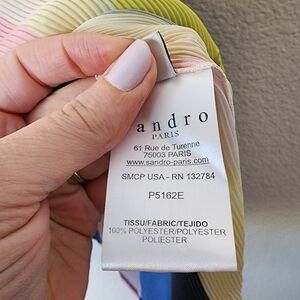 andro
PARIS
61 Rue de Turenne
75003 PARIS
www.sandro-paris.com
SMCP USA - RN 132784
P5162E
TISSU/FABRIC/TEJIDO
100% POLYESTER/POLYESTER
POLIESTER